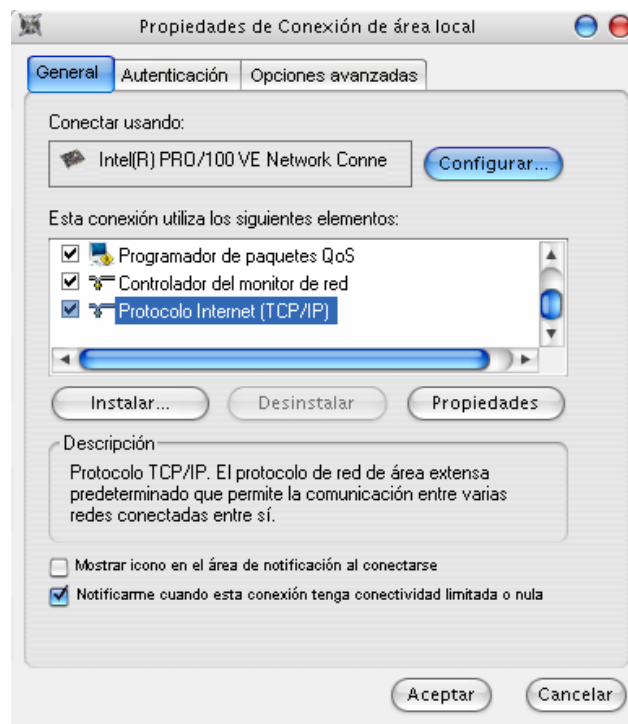 Propiedades de Conexión de área local
General Autenticación Opciones avanzadas
Conectar usando:
Intel(R) PRO/100 VE Network Conne Configurar...
Esta conexión utiliza los siguientes elementos:
Programador de paquetes QoS
Controlador del monitor de red
Protocolo Internet (TCP/IP)
Instalar... Desinstalar Propiedades
Descripción
Protocolo TCP/IP. El protocolo de red de área extensa
predeterminado que permite la comunicación entre varias
redes conectadas entre sí.
Mostrar icono en el área de notificación al conectarse
Notificarme cuando esta conexión tenga conectividad limitada o nula
Aceptar Cancelar